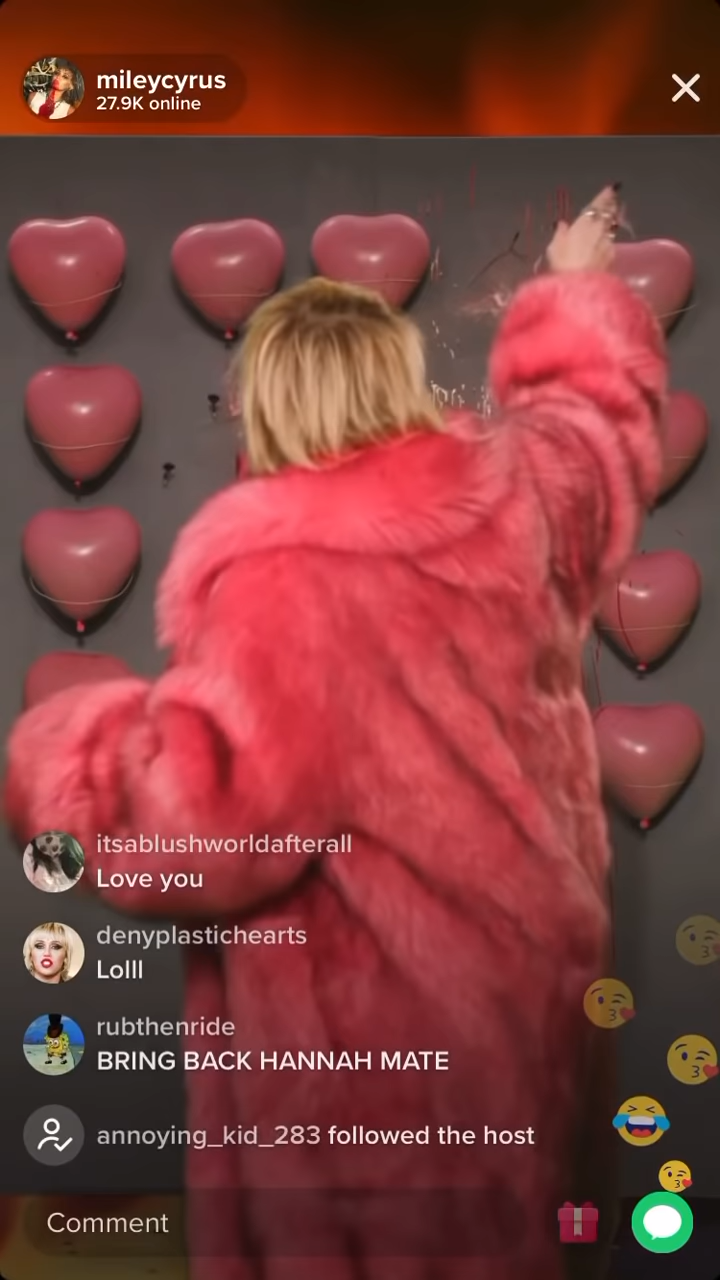 mileycyrus
27.9K online
itsablushworldafterall
Love you
denyplastichearts
Lolll
rubthenride
BRING BACK HANNAH MATE
annoying_kid_283 followed the host
Comment